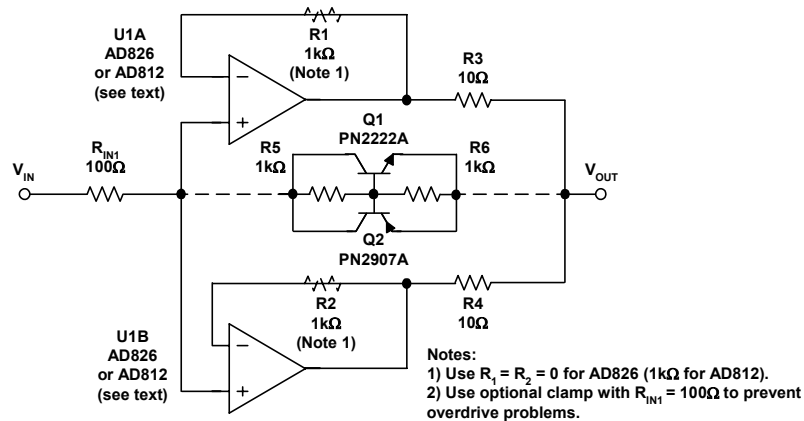 U1A
AD826
or AD812
(see text)
R1
1kΩ
(Note 1)
R3
10Ω
Q1
PN2222A
R5
1kΩ
R6
1kΩ
R_IN1
100Ω
V_IN
V_OUT
Q2
PN2907A
R2
1kΩ
(Note 1)
R4
10Ω
U1B
AD826
or AD812
(see text)
Notes:
1) Use R₁ = R₂ = 0 for AD826 (1kΩ for AD812).
2) Use optional clamp with R_IN1 = 100Ω to prevent
overdrive problems.